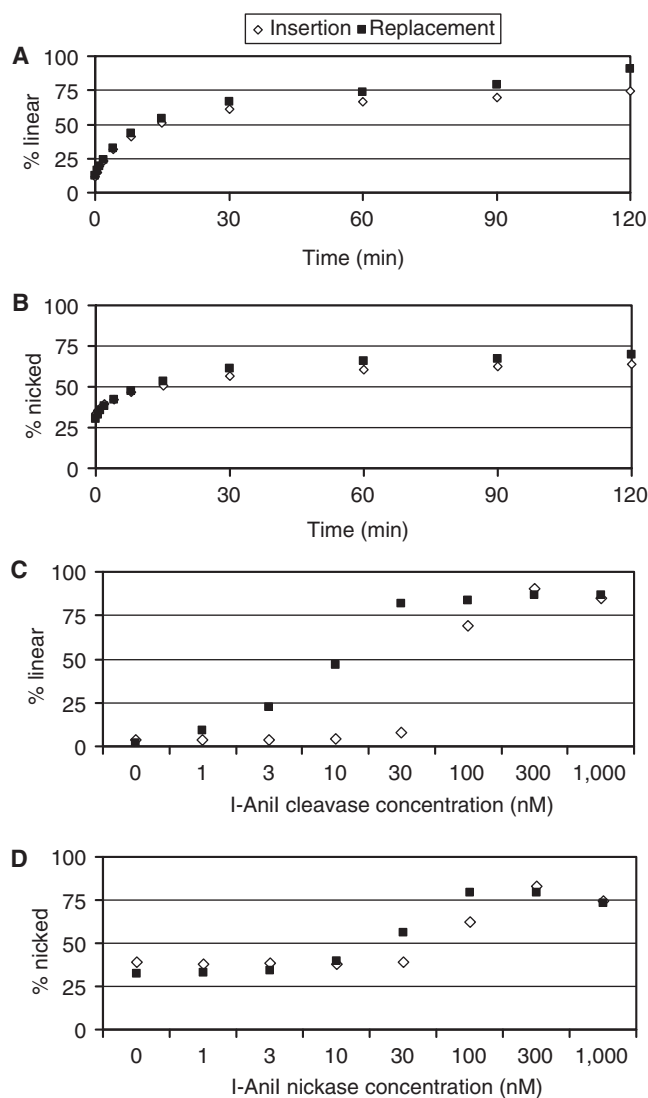 ◇ Insertion ■ Replacement
A
% linear
100
75
50
25
0
0 30 60 90 120
Time (min)
B
% nicked
100
75
50
25
0
0 30 60 90 120
Time (min)
C
% linear
100
75
50
25
0
0 1 3 10 30 100 300 1,000
I-AniI cleavase concentration (nM)
D
% nicked
100
75
50
25
0
0 1 3 10 30 100 300 1,000
I-AniI nickase concentration (nM)